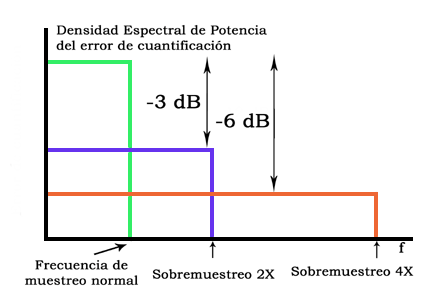 Densidad Espectral de Potencia
del error de cuantificación
-3 dB
-6 dB
f
Frecuencia de
muestreo normal
Sobremuestreo 2X
Sobremuestreo 4X